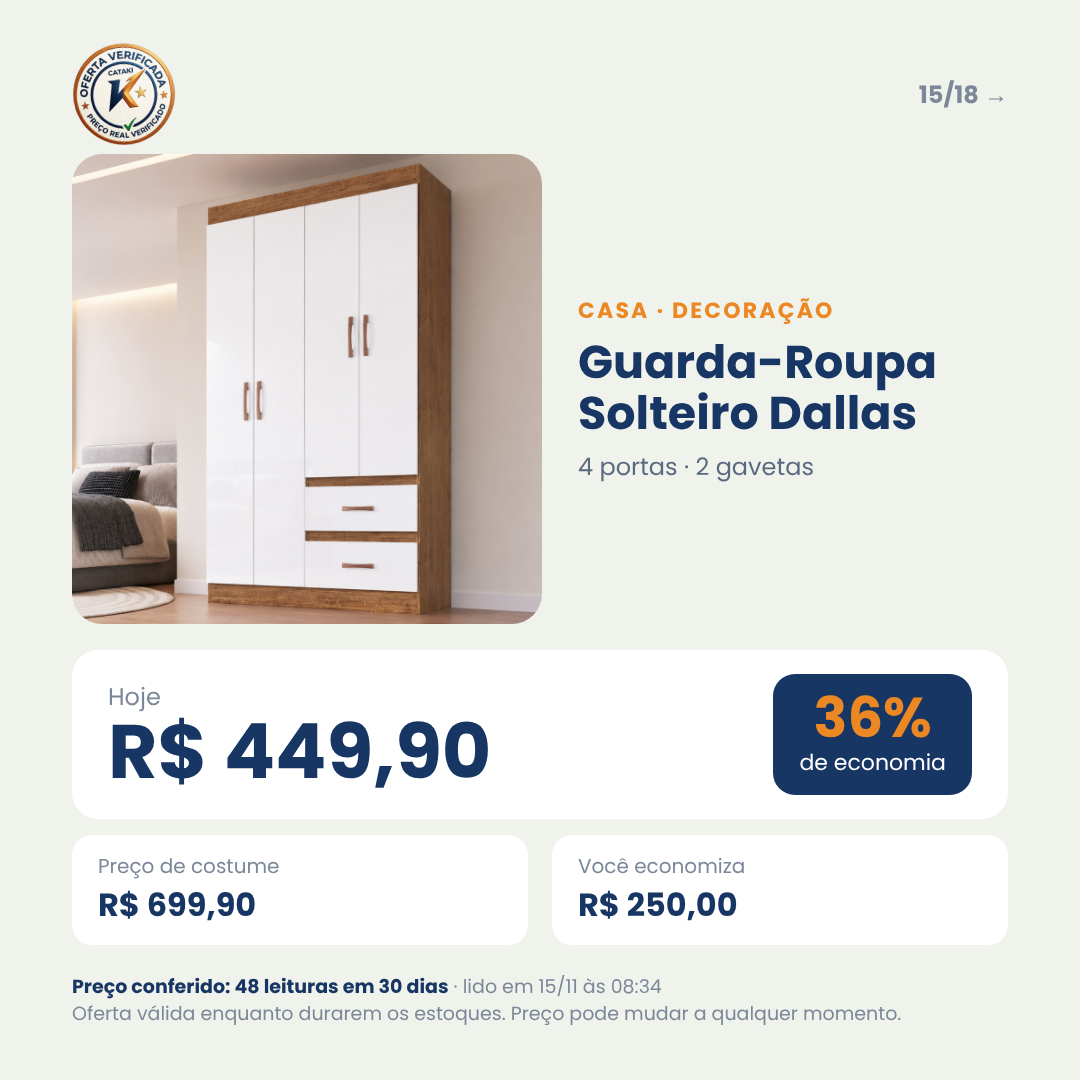 OFERTA VERIFICADA
CATAKI
K
PREÇO REAL VERIFICADO
15/18 →
CASA · DECORAÇÃO
Guarda-Roupa
Solteiro Dallas
4 portas · 2 gavetas
Hoje
R$ 449,90
36%
de economia
Preço de costume
R$ 699,90
Você economiza
R$ 250,00
Preço conferido: 48 leituras em 30 dias · lido em 15/11 às 08:34
Oferta válida enquanto durarem os estoques. Preço pode mudar a qualquer momento.